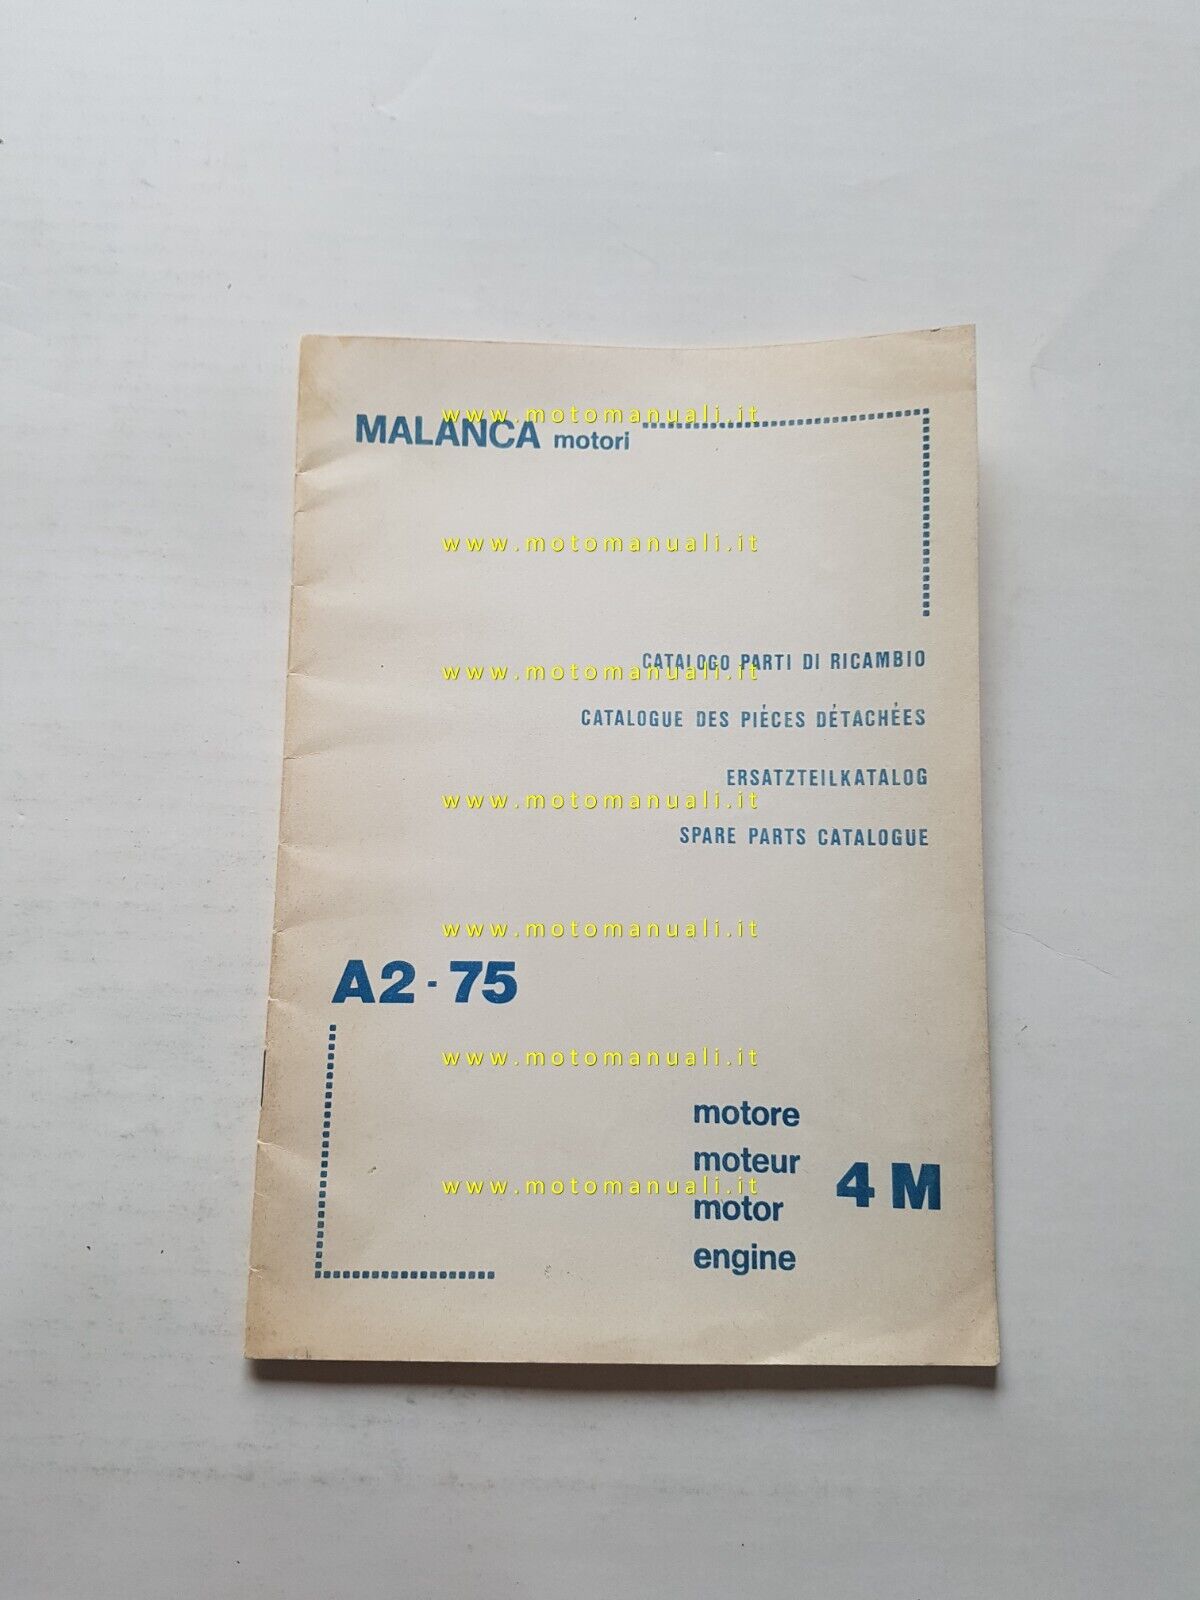 MALANCA motori
www.motomanuali.it
www.motomanuali.it
CATALOGO PARTI DI RICAMBIO
www.motomanuali.it
CATALOGUE DES PIÉCES DÉTACHÉES
ERSATZTEILKATALOG
www.motomanuali.it
SPARE PARTS CATALOGUE
www.motomanuali.it
A2 - 75
www.motomanuali.it
motore
moteur
4 M
www.motomanuali.it
motor
engine